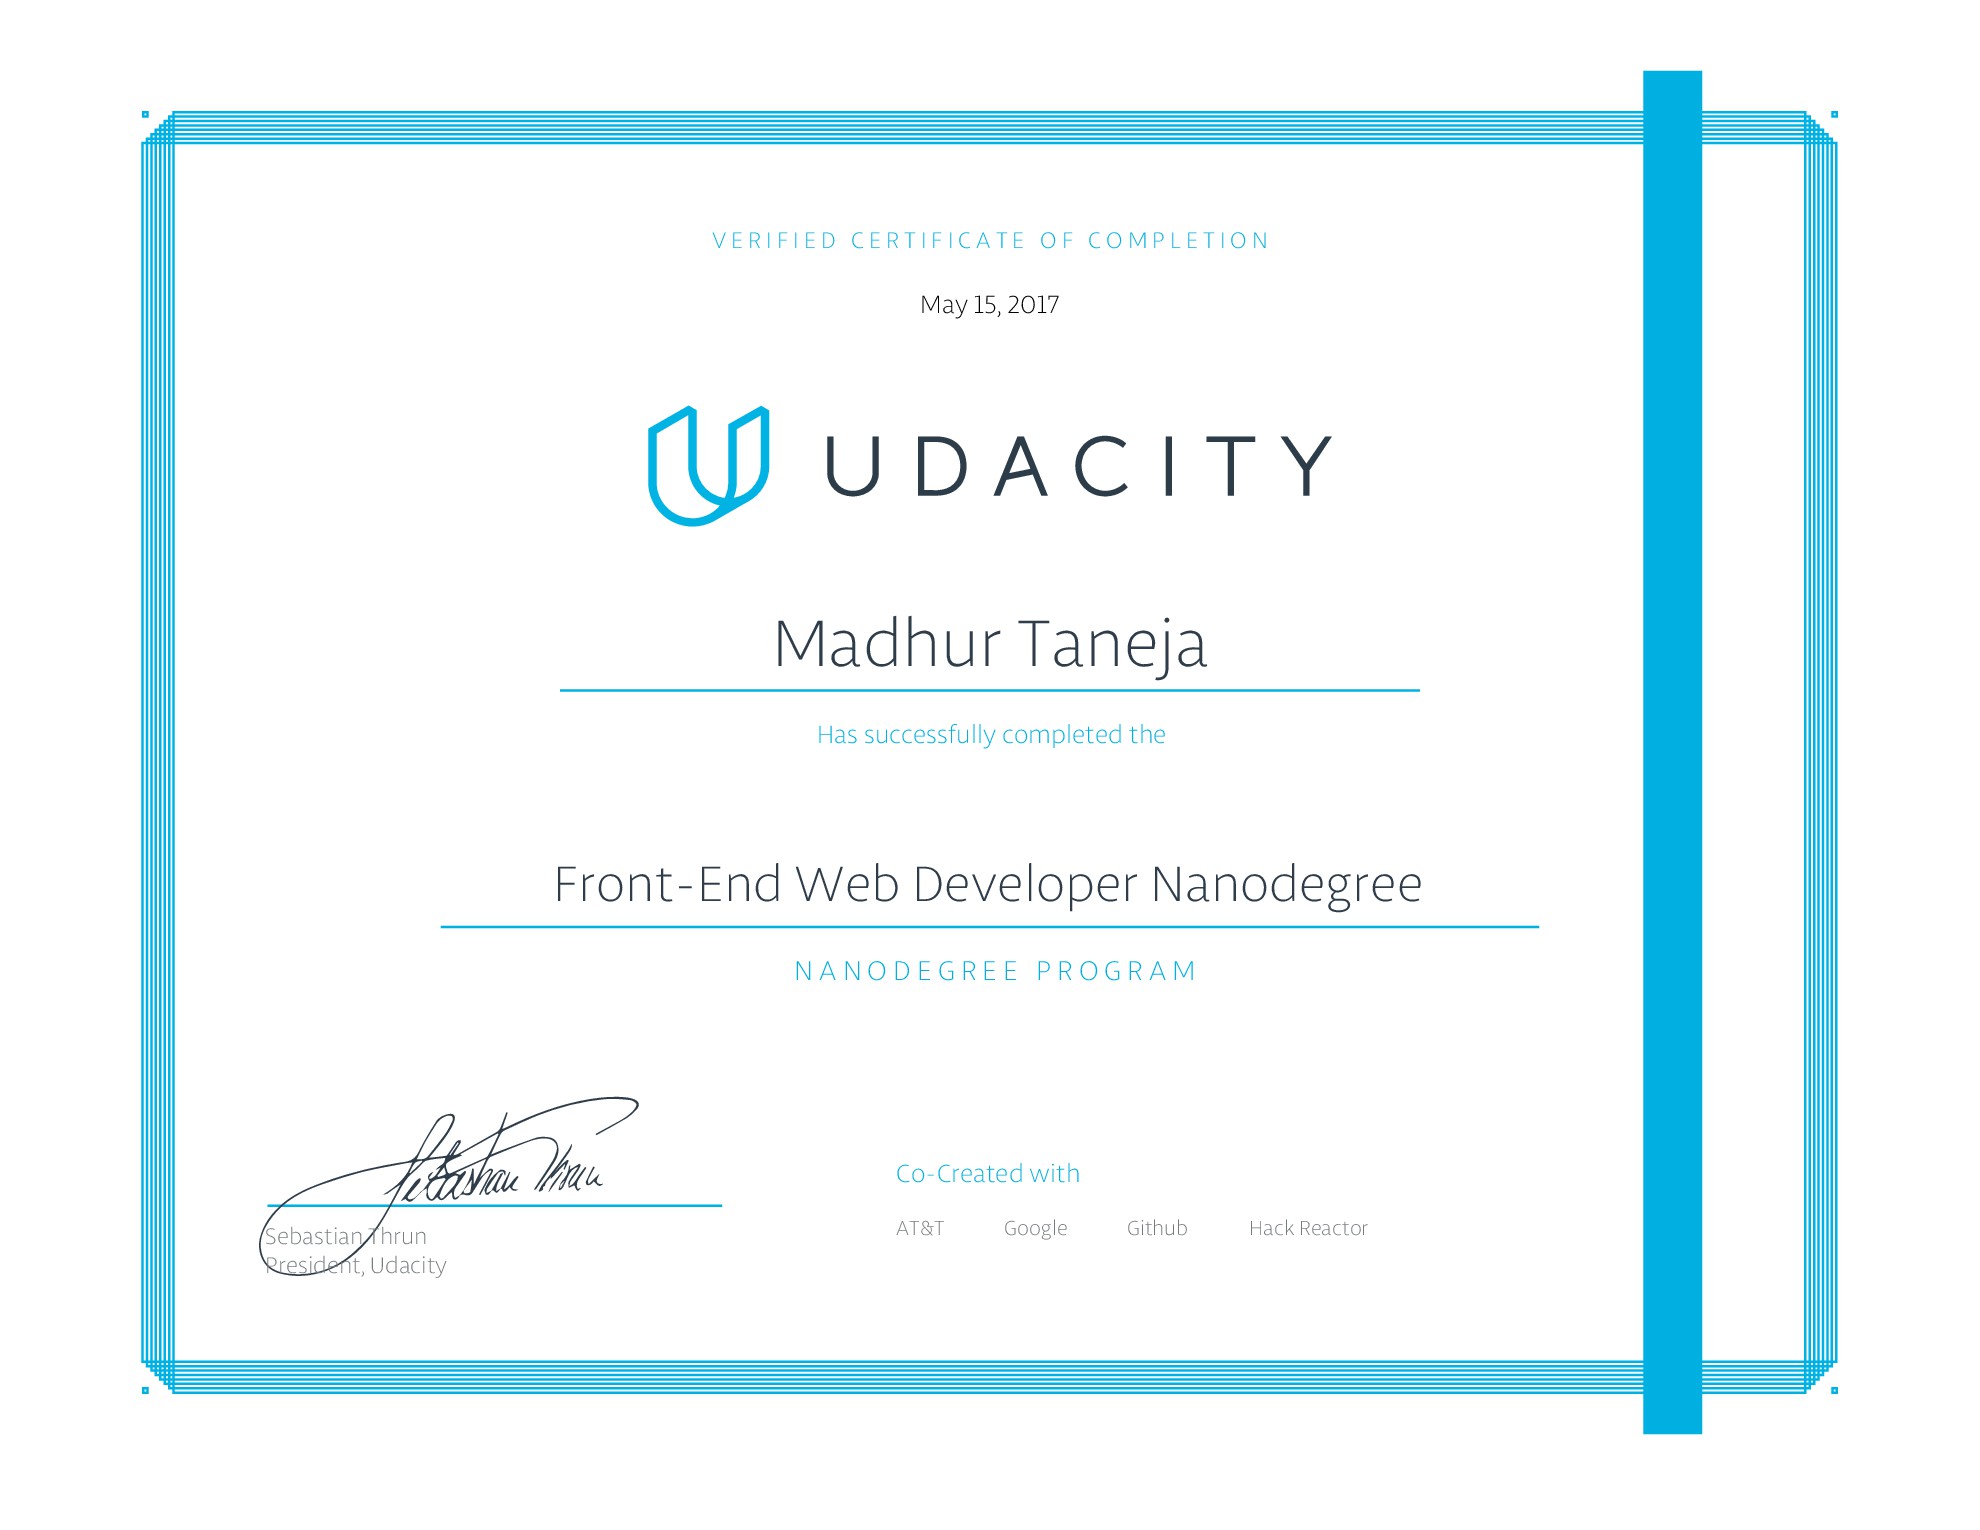 VERIFIED CERTIFICATE OF COMPLETION
May 15, 2017
UDACITY
Madhur Taneja
Has successfully completed the
Front-End Web Developer Nanodegree
NANODEGREE PROGRAM
Sebastian Thrun
Sebastian Thrun
President, Udacity
Co-Created with
AT&T Google Github Hack Reactor